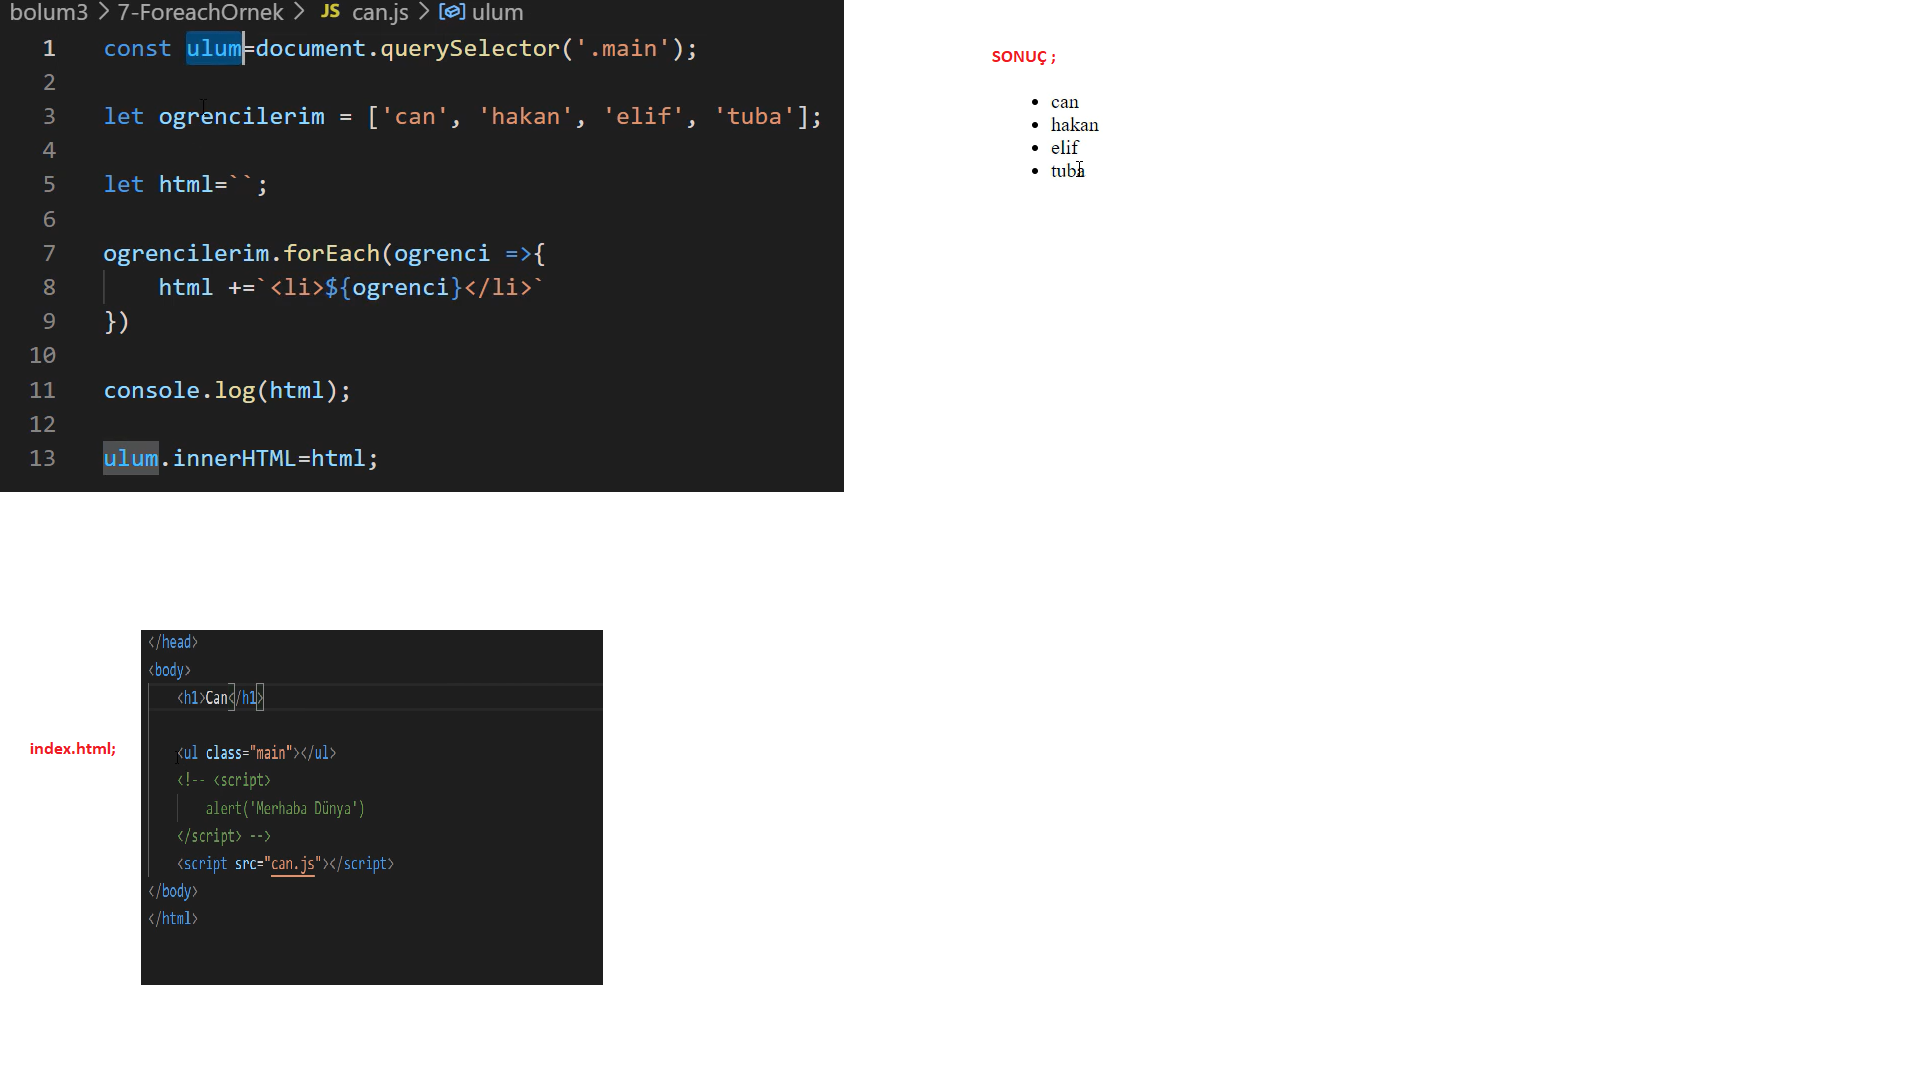 bolum3 > 7-ForeachOrnek > JS can.js > ulum
1 const ulum=document.querySelector('.main');
2
3 let ogrencilerim = ['can', 'hakan', 'elif', 'tuba'];
4
5 let html=``;
6
7 ogrencilerim.forEach(ogrenci =>{
8 html +=`<li>${ogrenci}</li>`
9 })
10
11 console.log(html);
12
13 ulum.innerHTML=html;
SONUÇ ;
• can
• hakan
• elif
• tuba
index.html;
</head>
<body>
<h1>Can</h1>
<ul class="main"></ul>
<!-- <script>
alert('Merhaba Dünya')
</script> -->
<script src="can.js"></script>
</body>
</html>